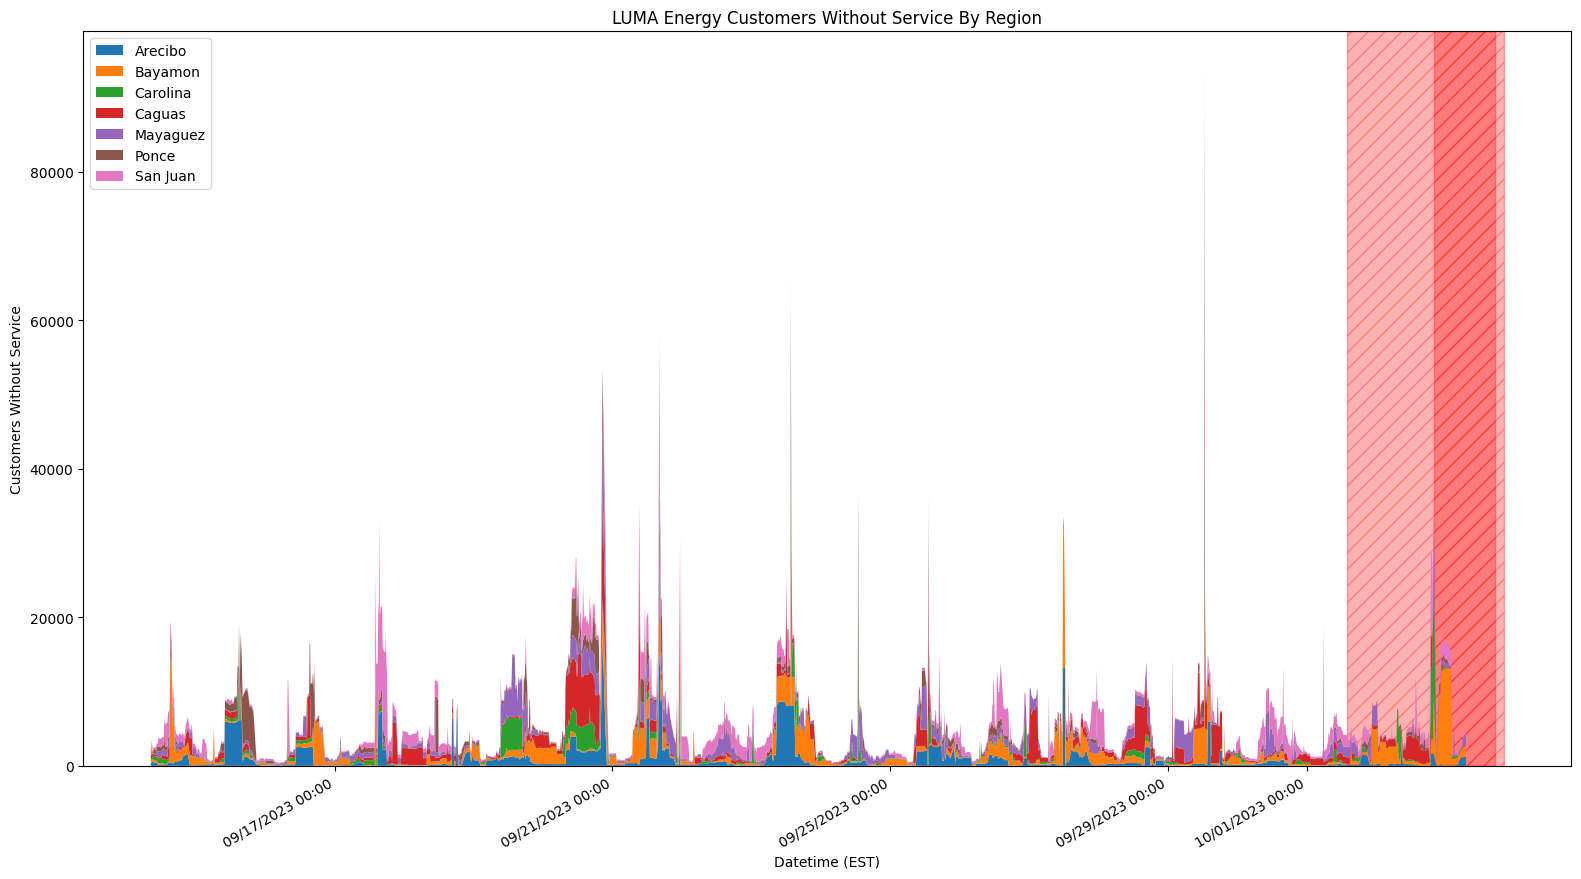 LUMA Energy Customers Without Service By Region
Arecibo
Bayamon
Carolina
Caguas
Mayaguez
Ponce
San Juan
80000
60000
40000
20000
0
Customers Without Service
09/17/2023 00:00
09/21/2023 00:00
09/25/2023 00:00
09/29/2023 00:00
10/01/2023 00:00
Datetime (EST)